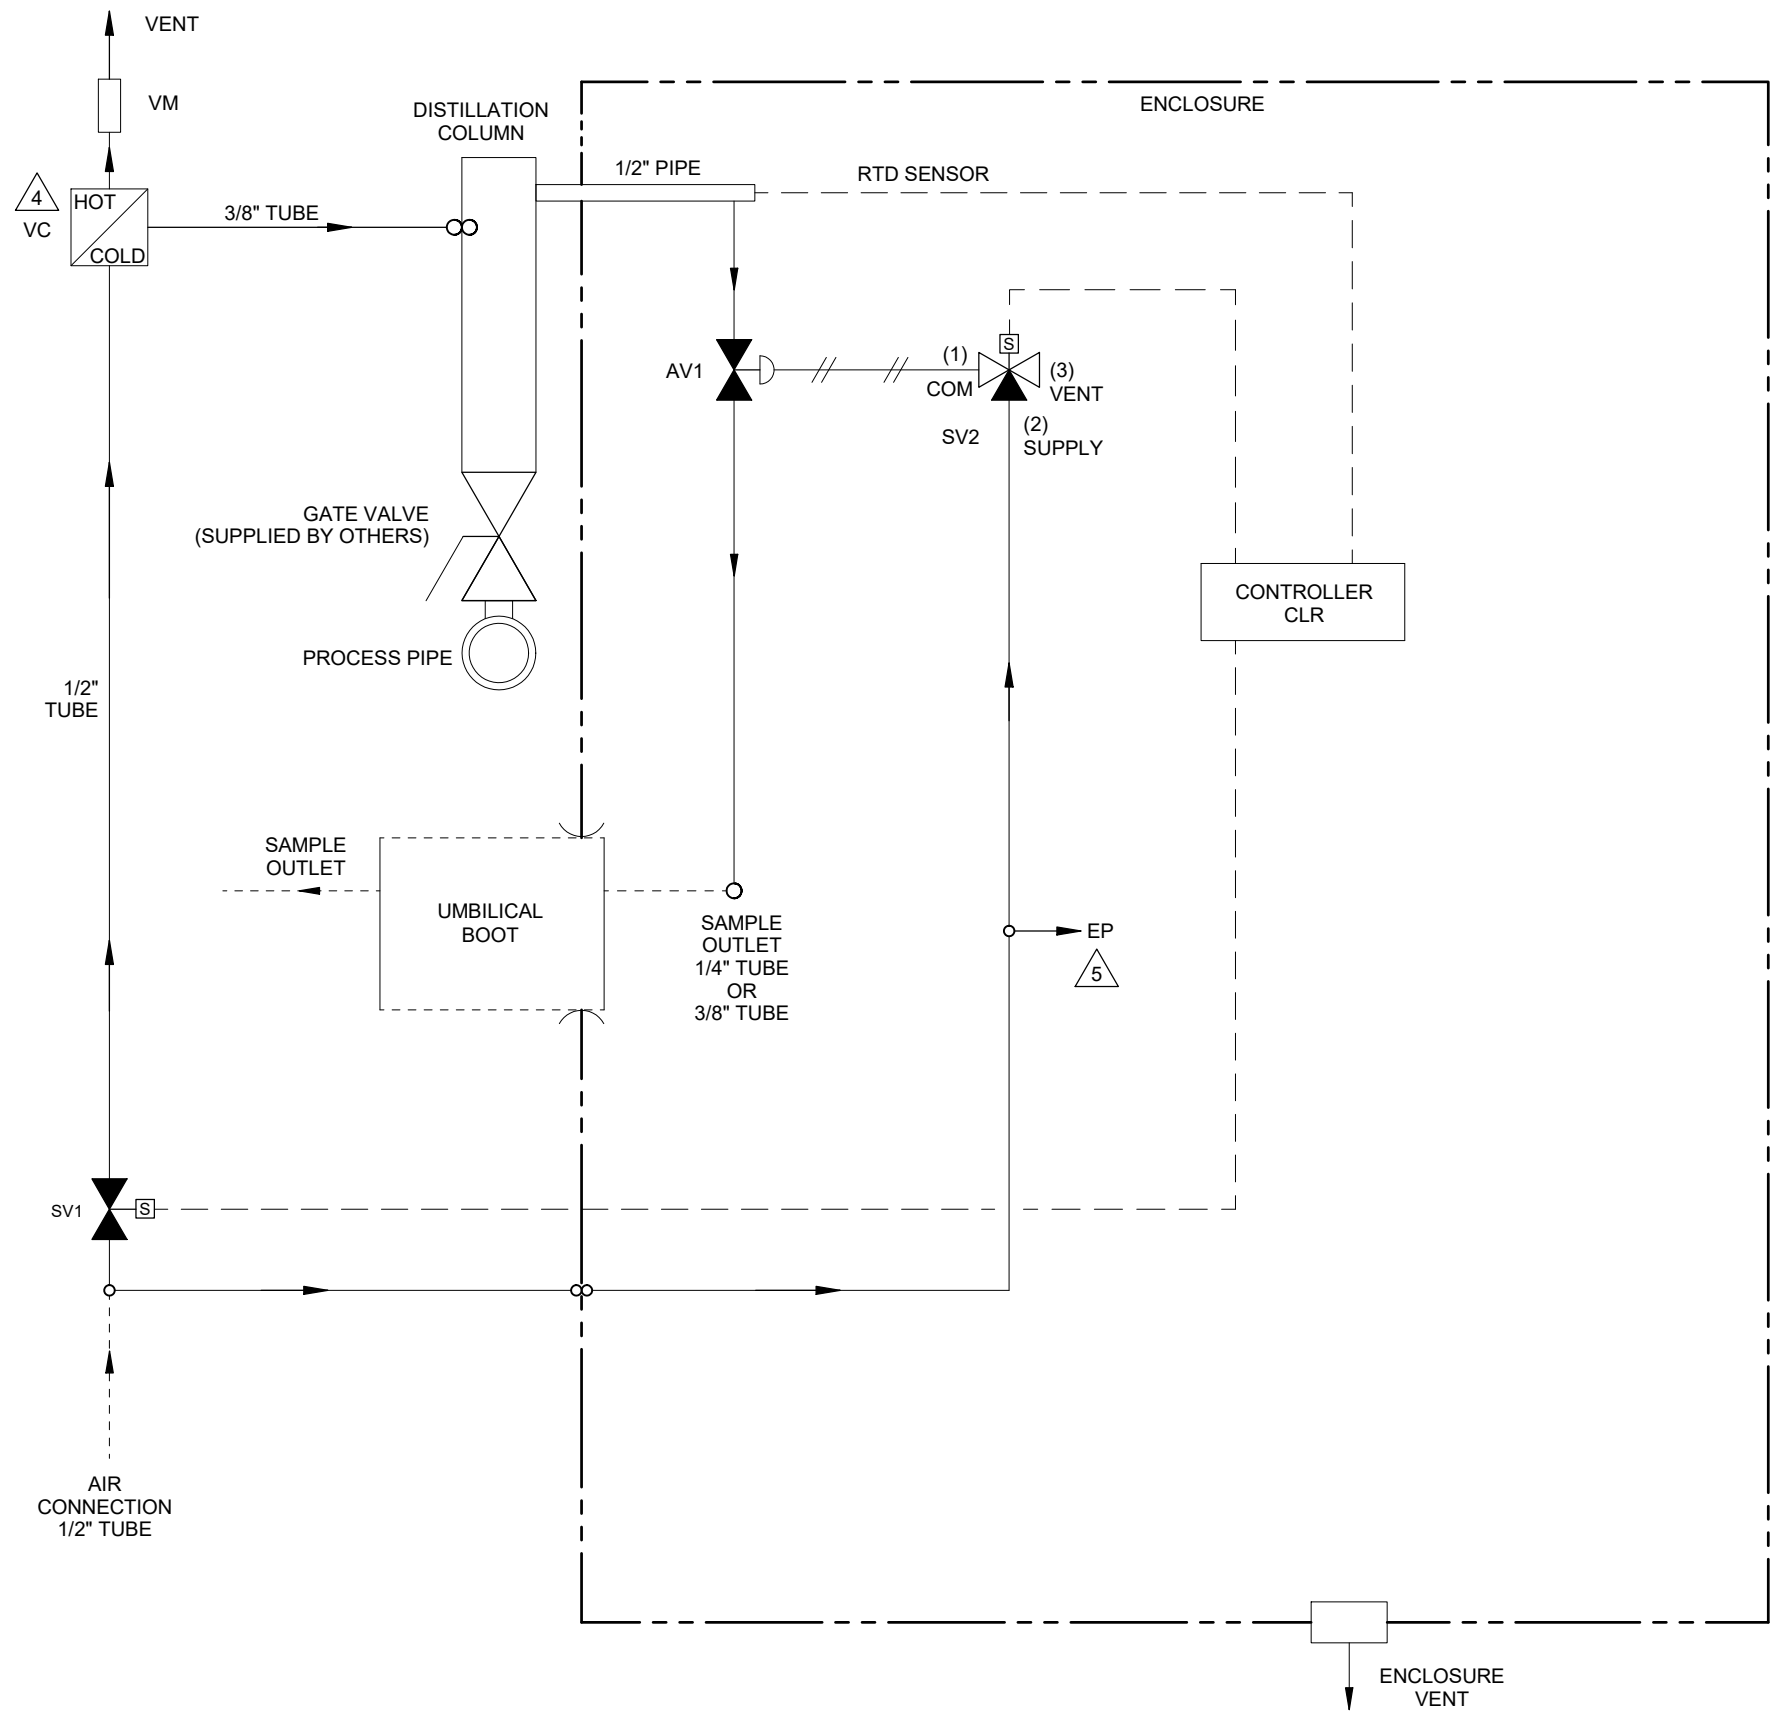 VENT
VM
4
VC
HOT
COLD
3/8" TUBE
DISTILLATION
COLUMN
1/2" PIPE
ENCLOSURE
RTD SENSOR
AV1
(1)
COM
S
(3)
VENT
SV2
(2)
SUPPLY
GATE VALVE
(SUPPLIED BY OTHERS)
PROCESS PIPE
CONTROLLER
CLR
1/2"
TUBE
SAMPLE
OUTLET
UMBILICAL
BOOT
SAMPLE
OUTLET
1/4" TUBE
OR
3/8" TUBE
EP
5
SV1
S
AIR
CONNECTION
1/2" TUBE
ENCLOSURE
VENT